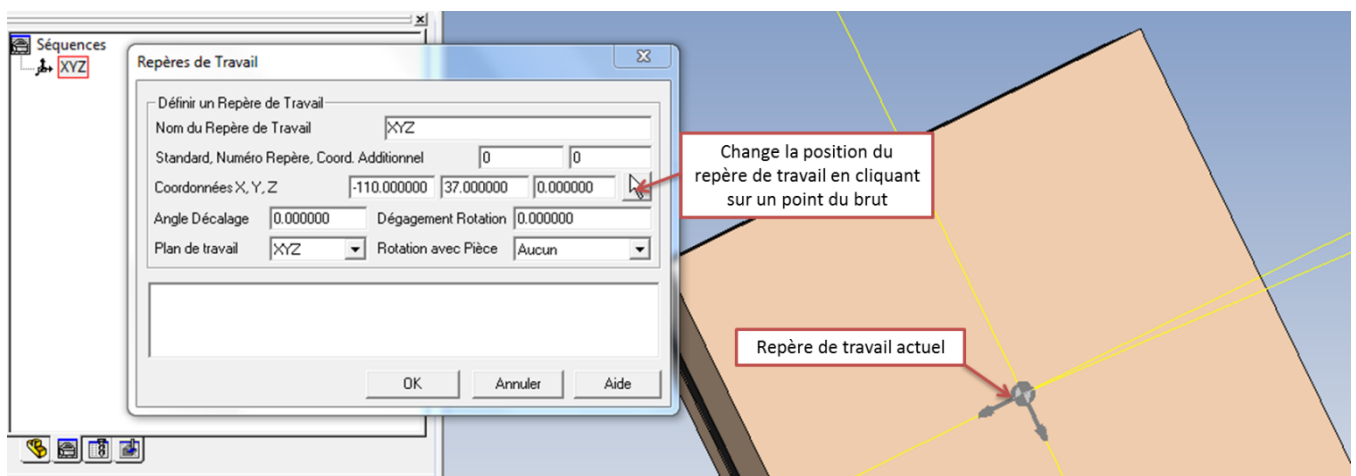 Séquences
XYZ
Repères de Travail
Définir un Repère de Travail
Nom du Repère de Travail XYZ
Standard, Numéro Repère, Coord. Additionnel 0 0
Coordonnées X, Y, Z -110.000000 37.000000 0.000000
Angle Décalage 0.000000 Dégagement Rotation 0.000000
Plan de travail XYZ Rotation avec Pièce Aucun
OK Annuler Aide
Change la position du
repère de travail en cliquant
sur un point du brut
Repère de travail actuel